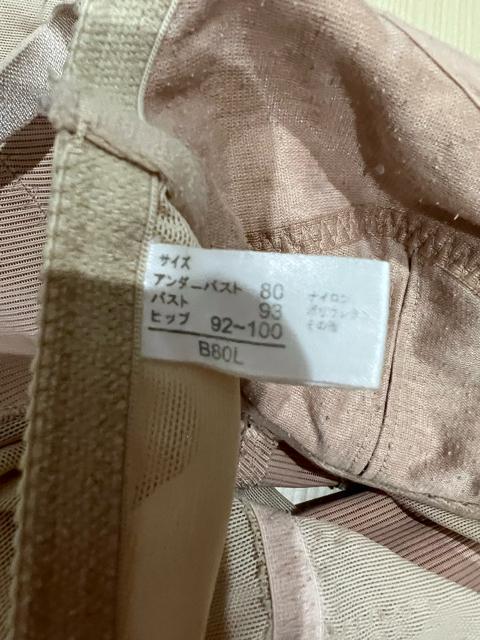 サイズ
アンダーバスト 80
バスト 93
ヒップ 92～100
B80L
ナイロン
ポリウレタン
その他